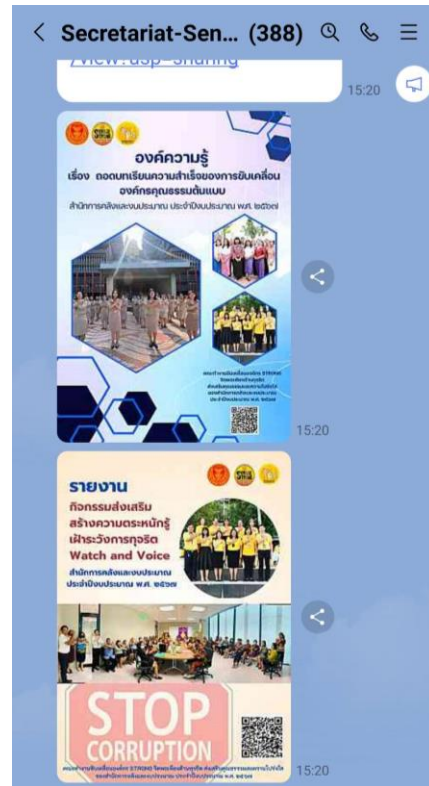 Secretariat-Sen... (388)
/view?usp=sharing
15:20
องค์ความรู้
เรื่อง ถอดบทเรียนความสำเร็จของการขับเคลื่อน
องค์กรคุณธรรมต้นแบบ
สำนักการคลังและงบประมาณ ประจำปีงบประมาณ พ.ศ. ๒๕๖๗
15:20
รายงาน
กิจกรรมส่งเสริม
สร้างความตระหนักรู้
เฝ้าระวังการทุจริต
Watch and Voice
สำนักการคลังและงบประมาณ
ประจำปีงบประมาณ พ.ศ. ๒๕๖๗
STOP
CORRUPTION
15:20